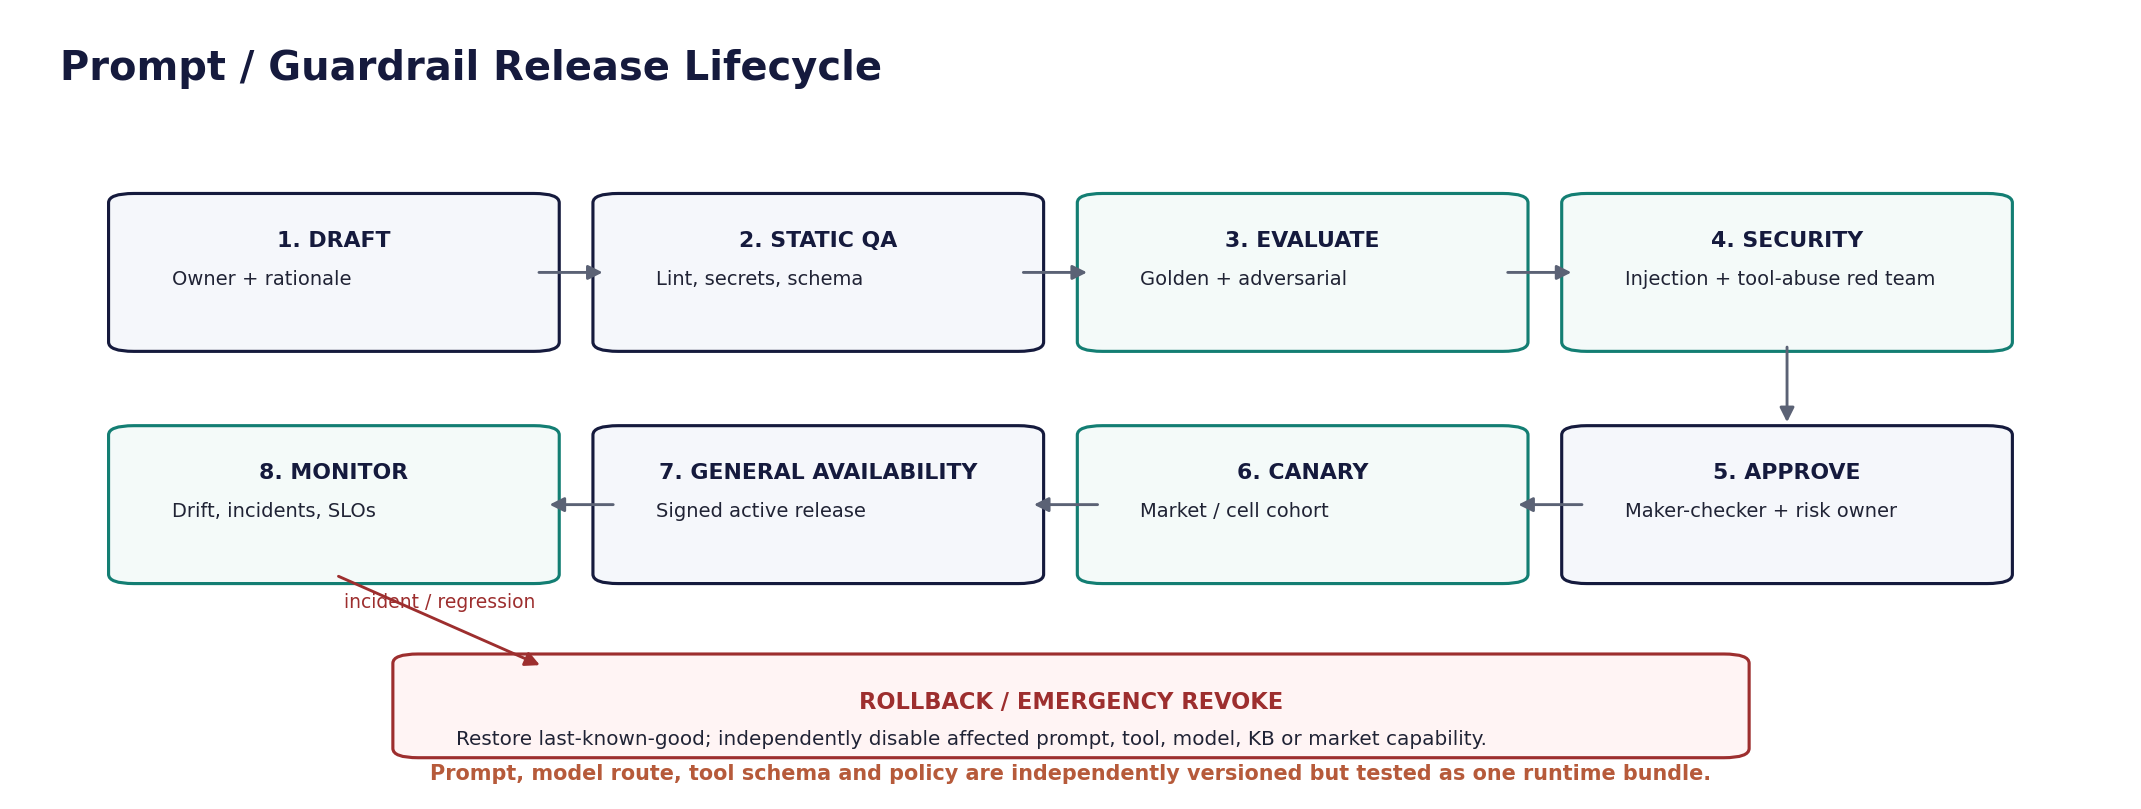 Prompt / Guardrail Release Lifecycle
1. DRAFT
Owner + rationale
2. STATIC QA
Lint, secrets, schema
3. EVALUATE
Golden + adversarial
4. SECURITY
Injection + tool-abuse red team
5. APPROVE
Maker-checker + risk owner
6. CANARY
Market / cell cohort
7. GENERAL AVAILABILITY
Signed active release
8. MONITOR
Drift, incidents, SLOs
incident / regression
ROLLBACK / EMERGENCY REVOKE
Restore last-known-good; independently disable affected prompt, tool, model, KB or market capability.
Prompt, model route, tool schema and policy are independently versioned but tested as one runtime bundle.